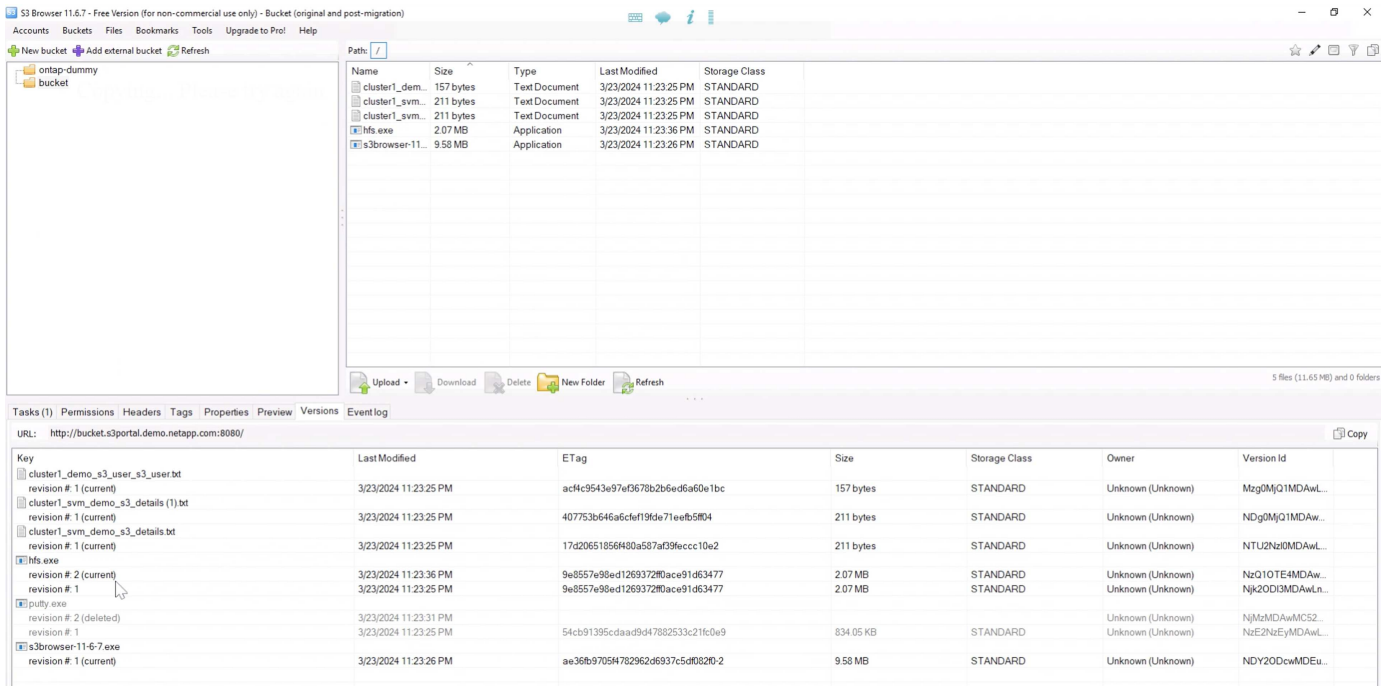 S3 Browser 11.6.7 - Free Version (for non-commercial use only) - Bucket (original and post-migration)
Accounts Buckets Files Bookmarks Tools Upgrade to Pro! Help
New bucket Add external bucket Refresh
Path: /
ontap-dummy
bucket
Name Size Type Last Modified Storage Class
cluster1_dem... 157 bytes Text Document 3/23/2024 11:23:25 PM STANDARD
cluster1_svm... 211 bytes Text Document 3/23/2024 11:23:25 PM STANDARD
cluster1_svm... 211 bytes Text Document 3/23/2024 11:23:25 PM STANDARD
hfs.exe 2.07 MB Application 3/23/2024 11:23:36 PM STANDARD
s3browser-11... 9.58 MB Application 3/23/2024 11:23:26 PM STANDARD
Upload Download Delete New Folder Refresh
5 files (11.65 MB) and 0 folders
Tasks (1) Permissions Headers Tags Properties Preview Versions Event log
URL: http://bucket.s3portal.demo.netapp.com:8080/
Copy
Key Last Modified ETag Size Storage Class Owner Version Id
cluster1_demo_s3_user_s3_user.txt
revision #: 1 (current) 3/23/2024 11:23:25 PM acf4c9543e97ef3678b2b6ed6a60e1bc 157 bytes STANDARD Unknown (Unknown) Mzg0MjQ1MDAwL...
cluster1_svm_demo_s3_details (1).txt
revision #: 1 (current) 3/23/2024 11:23:25 PM 407753b646a6cfef19fde71eefb5ff04 211 bytes STANDARD Unknown (Unknown) NDg0MjQ1MDAw...
cluster1_svm_demo_s3_details.txt
revision #: 1 (current) 3/23/2024 11:23:25 PM 17d20651856f480a587af39feccc10e2 211 bytes STANDARD Unknown (Unknown) NTU2NzI0MDAwL...
hfs.exe
revision #: 2 (current) 3/23/2024 11:23:36 PM 9e8557e98ed1269372ff0ace91d63477 2.07 MB STANDARD Unknown (Unknown) NzQ1OTE4MDAw...
revision #: 1 3/23/2024 11:23:25 PM 9e8557e98ed1269372ff0ace91d63477 2.07 MB STANDARD Unknown (Unknown) Njk2ODI3MDAwLn...
putty.exe
revision #: 2 (deleted) 3/23/2024 11:23:31 PM Unknown (Unknown) NjMzMDAwMC52...
revision #: 1 3/23/2024 11:23:25 PM 54cb91395cdaad9d47882533c21fc0e9 834.05 KB STANDARD Unknown (Unknown) NzE2NzEyMDAwL...
s3browser-11-6-7.exe
revision #: 1 (current) 3/23/2024 11:23:26 PM ae36fb9705f4782962d6937c5df082f0-2 9.58 MB STANDARD Unknown (Unknown) NDY2ODcwMDEu...